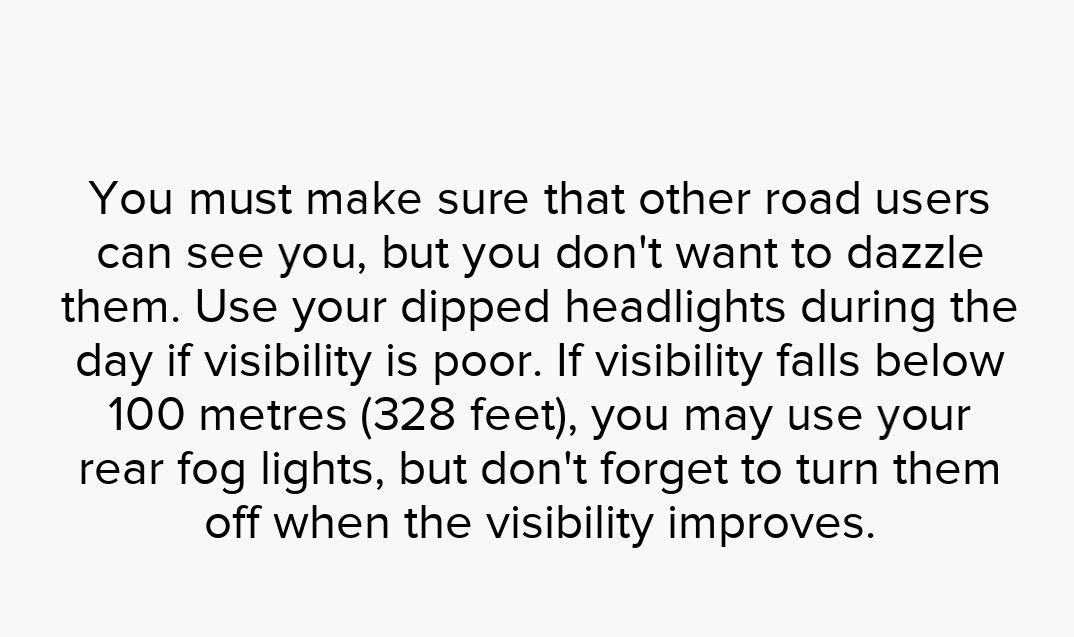 You must make sure that other road users
can see you, but you don't want to dazzle
them. Use your dipped headlights during the
day if visibility is poor. If visibility falls below
100 metres (328 feet), you may use your
rear fog lights, but don't forget to turn them
off when the visibility improves.